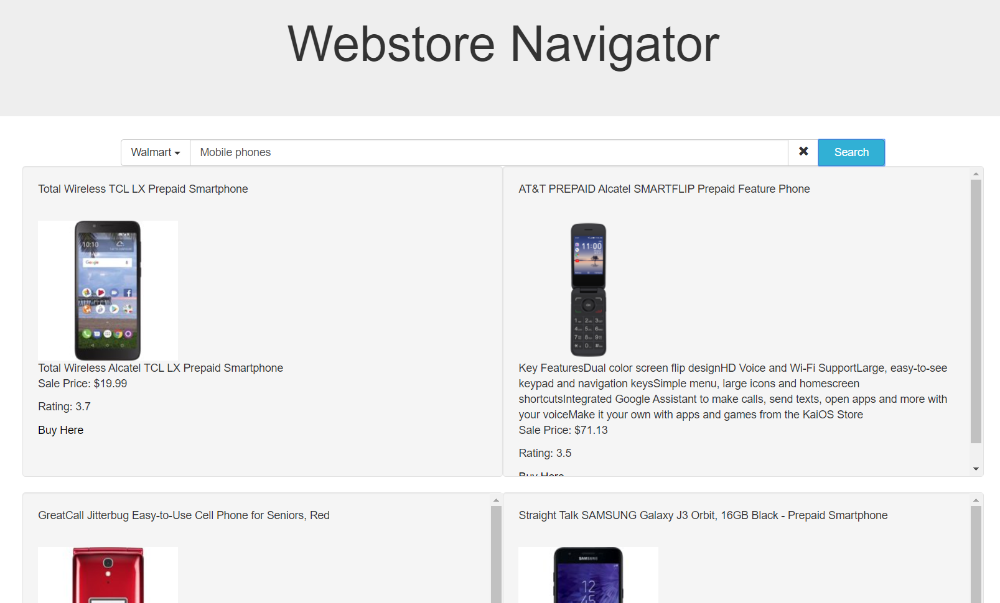 Webstore Navigator
Walmart
Mobile phones
Search
Total Wireless TCL LX Prepaid Smartphone
10:10
Google
Total Wireless Alcatel TCL LX Prepaid Smartphone
Sale Price: $19.99
Rating: 3.7
Buy Here
AT&T PREPAID Alcatel SMARTFLIP Prepaid Feature Phone
11:00
OK
Key FeaturesDual color screen flip designHD Voice and Wi-Fi SupportLarge, easy-to-see
keypad and navigation keysSimple menu, large icons and homescreen
shortcutsIntegrated Google Assistant to make calls, send texts, open apps and more with
your voiceMake it your own with apps and games from the KaiOS Store
Sale Price: $71.13
Rating: 3.5
Buy Here
GreatCall Jitterbug Easy-to-Use Cell Phone for Seniors, Red
Straight Talk SAMSUNG Galaxy J3 Orbit, 16GB Black - Prepaid Smartphone
SAMSUNG
12
45